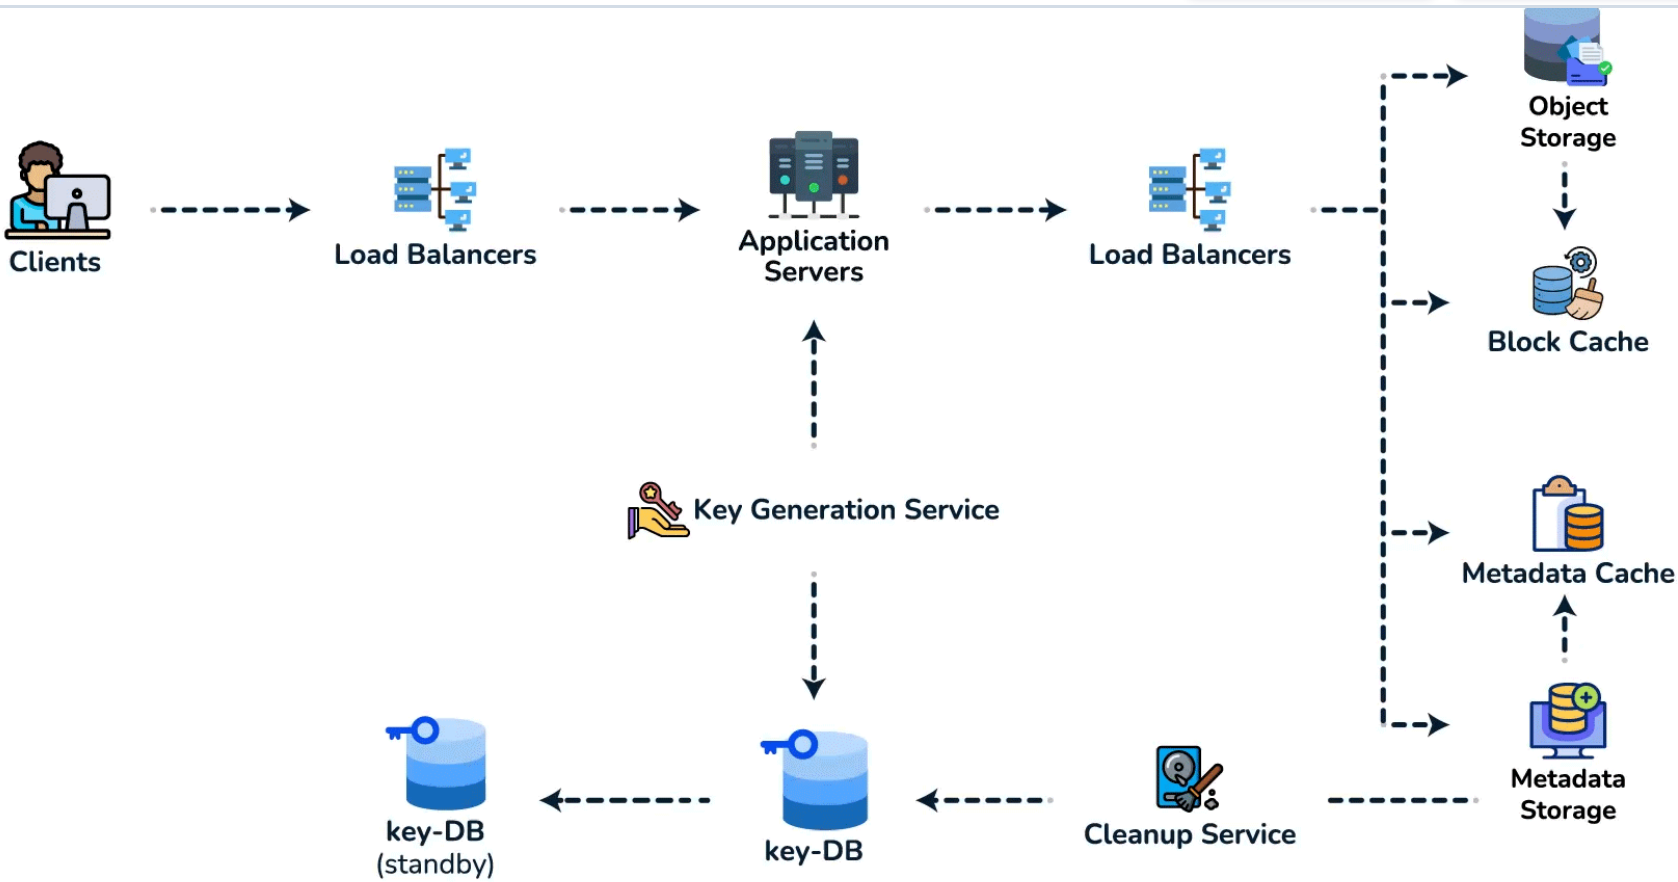 Object
Storage
Clients
Load Balancers
Application
Servers
Load Balancers
Block Cache
Key Generation Service
Metadata Cache
key-DB
(standby)
key-DB
Cleanup Service
Metadata
Storage